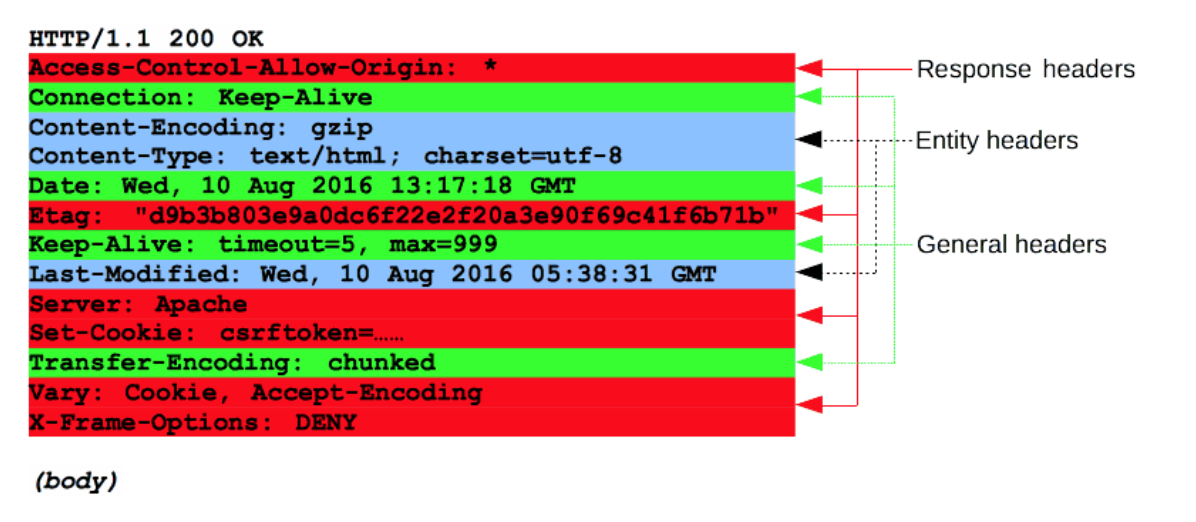 HTTP/1.1 200 OK
Access-Control-Allow-Origin: *
Response headers
Connection: Keep-Alive
Content-Encoding: gzip
Entity headers
Content-Type: text/html; charset=utf-8
Date: Wed, 10 Aug 2016 13:17:18 GMT
Etag: "d9b3b803e9a0dc6f22e2f20a3e90f69c41f6b71b"
Keep-Alive: timeout=5, max=999
General headers
Last-Modified: Wed, 10 Aug 2016 05:38:31 GMT
Server: Apache
Set-Cookie: csrftoken=……
Transfer-Encoding: chunked
Vary: Cookie, Accept-Encoding
X-Frame-Options: DENY
(body)